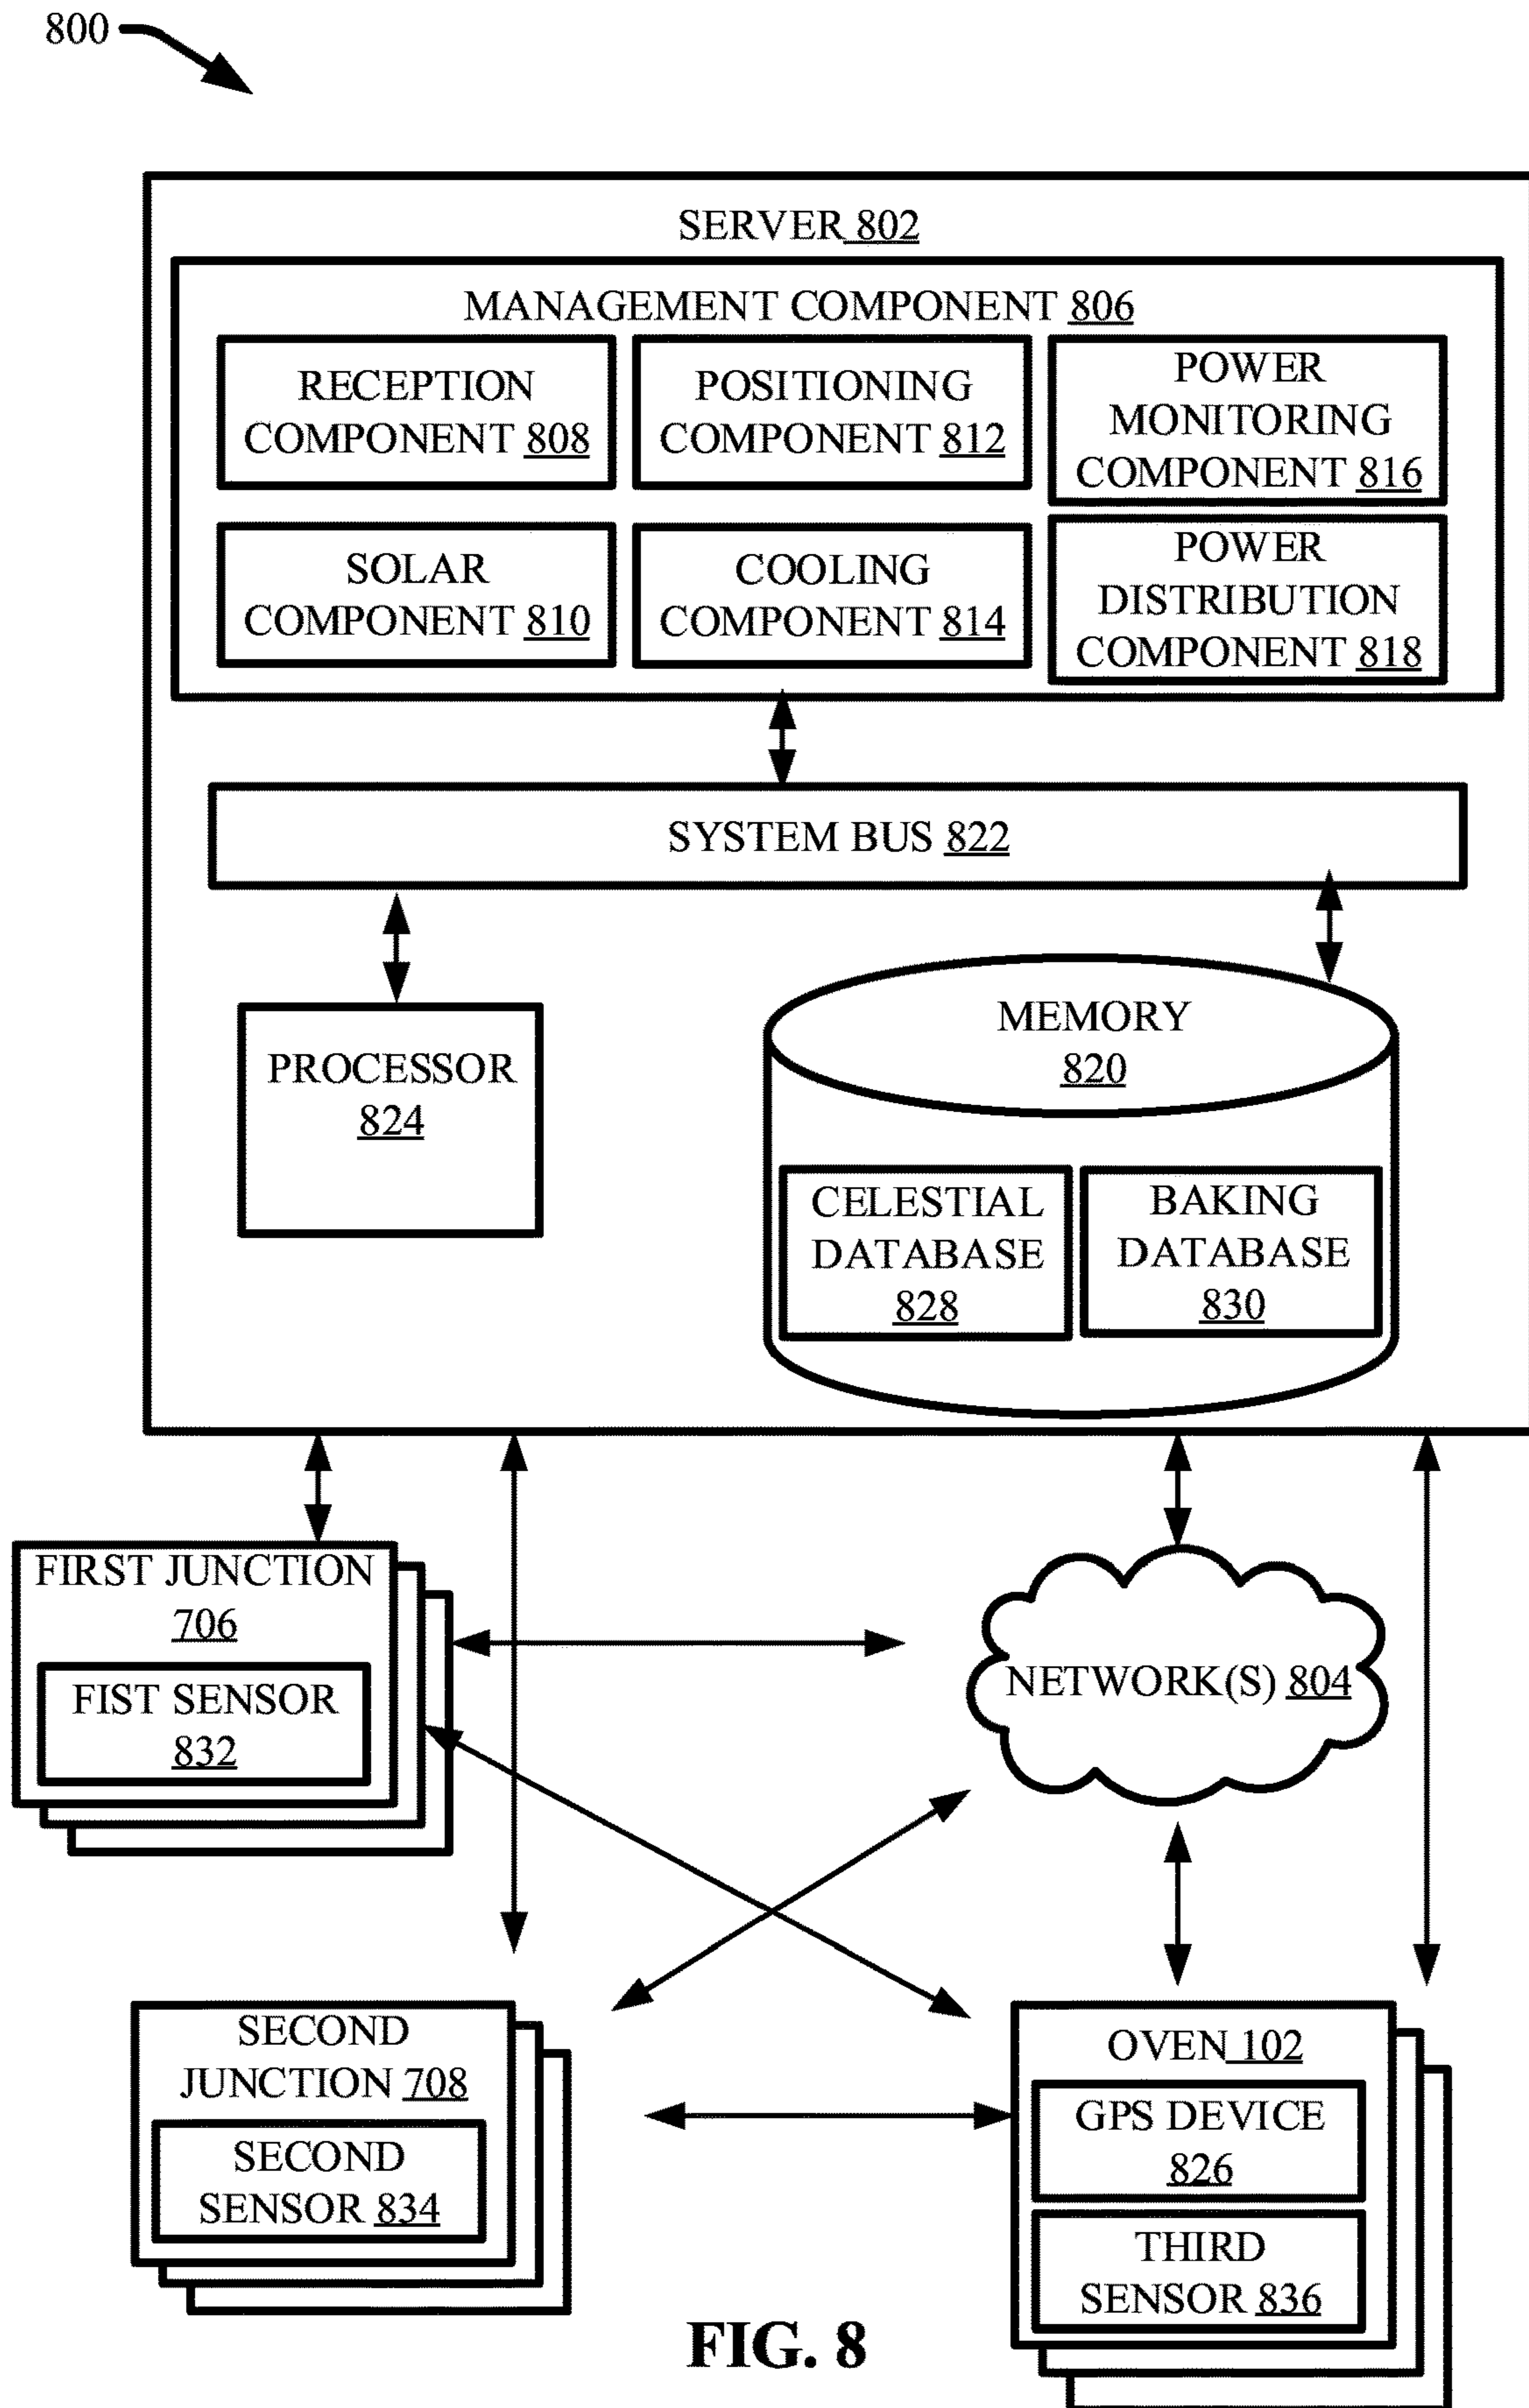 800
SERVER 802
MANAGEMENT COMPONENT 806
RECEPTION
COMPONENT 808
POSITIONING
COMPONENT 812
POWER
MONITORING
COMPONENT 816
SOLAR
COMPONENT 810
COOLING
COMPONENT 814
POWER
DISTRIBUTION
COMPONENT 818
SYSTEM BUS 822
PROCESSOR
824
MEMORY
820
CELESTIAL
DATABASE
828
BAKING
DATABASE
830
FIRST JUNCTION
706
FIST SENSOR
832
NETWORK(S) 804
SECOND
JUNCTION 708
SECOND
SENSOR 834
OVEN 102
GPS DEVICE
826
THIRD
SENSOR 836
FIG. 8